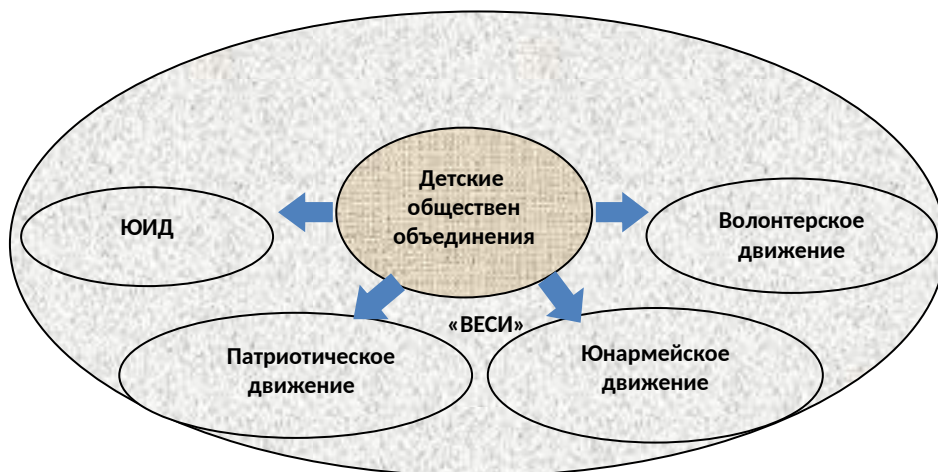 Детские
обществен
объединения
ЮИД
Волонтерское
движение
«ВЕСИ»
Патриотическое
движение
Юнармейское
движение